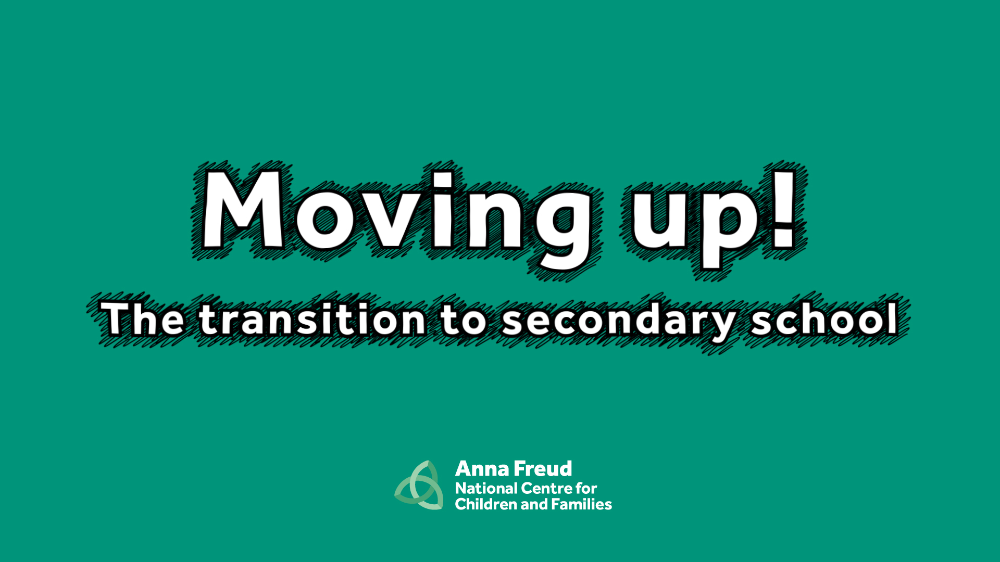 Moving up!
The transition to secondary school
Anna Freud
National Centre for
Children and Families